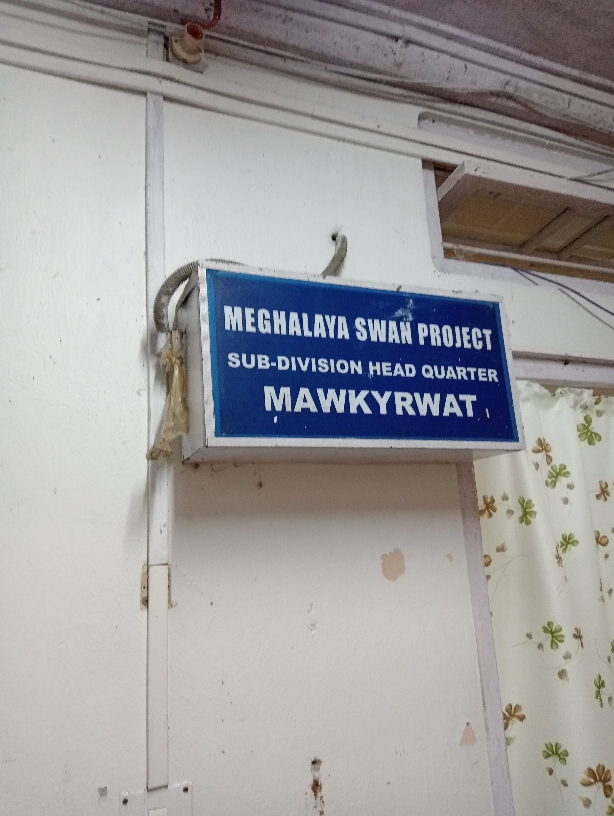 MEGHALAYA SWAN PROJECT
SUB-DIVISION HEAD QUARTER
MAWKYRWAT